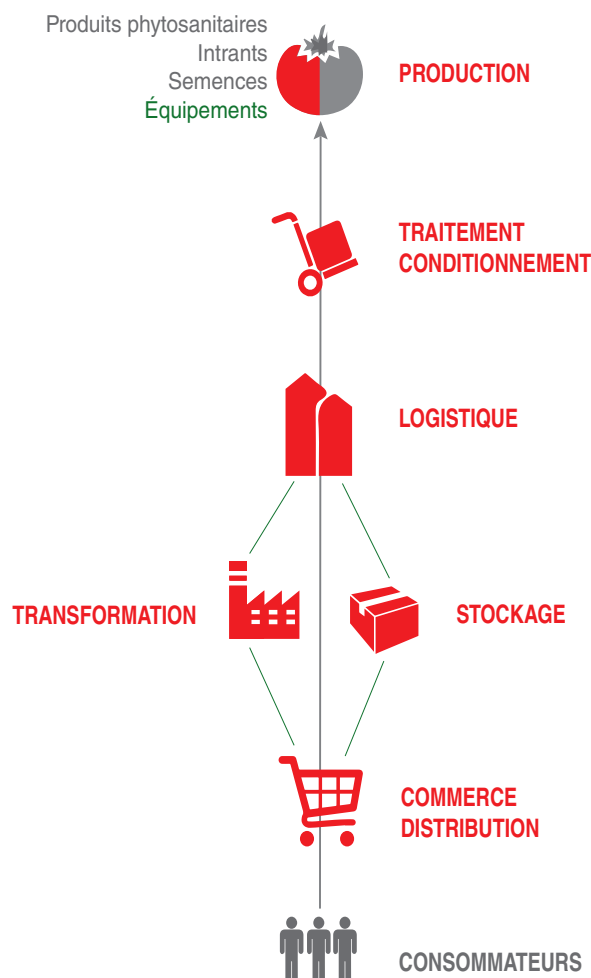 Produits phytosanitaires
Intrants
Semences
Équipements
PRODUCTION
TRAITEMENT
CONDITIONNEMENT
LOGISTIQUE
TRANSFORMATION
STOCKAGE
COMMERCE
DISTRIBUTION
CONSOMMATEURS